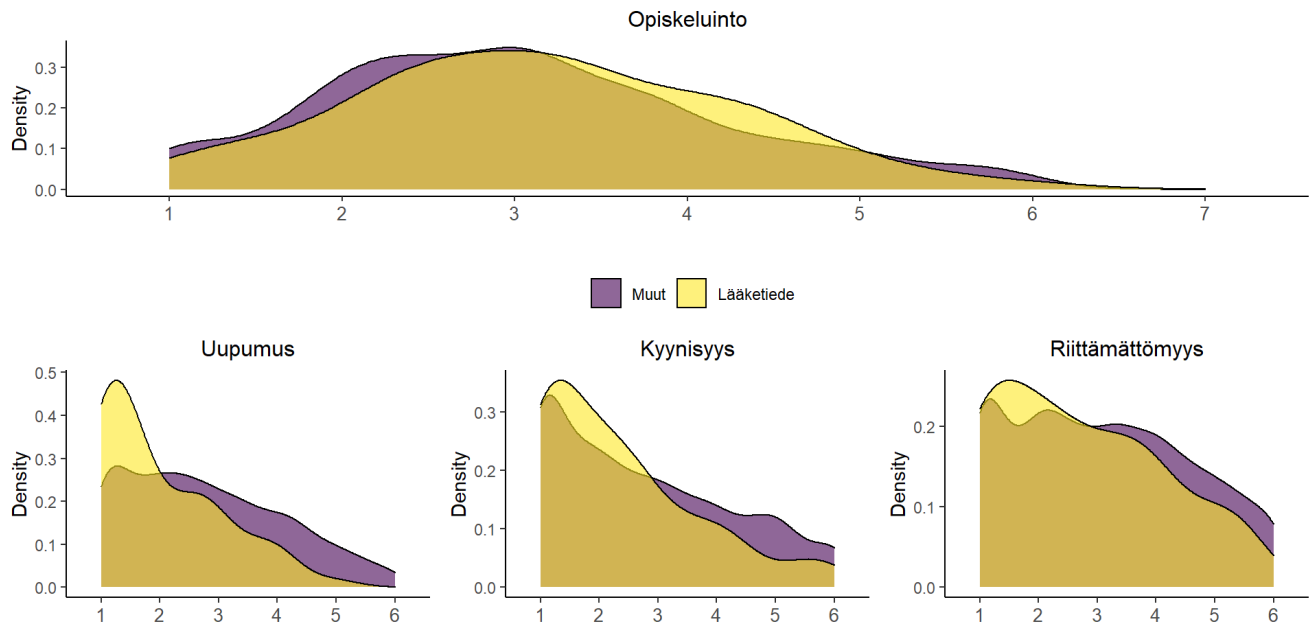 Opiskeluinto
Density
0.3
0.2
0.1
0.0
1 2 3 4 5 6 7
Muut Lääketiede
Uupumus
Density
0.5
0.4
0.3
0.2
0.1
0.0
1 2 3 4 5 6
Kyynisyys
Density
0.3
0.2
0.1
0.0
1 2 3 4 5 6
Riittämättömyys
Density
0.2
0.1
0.0
1 2 3 4 5 6